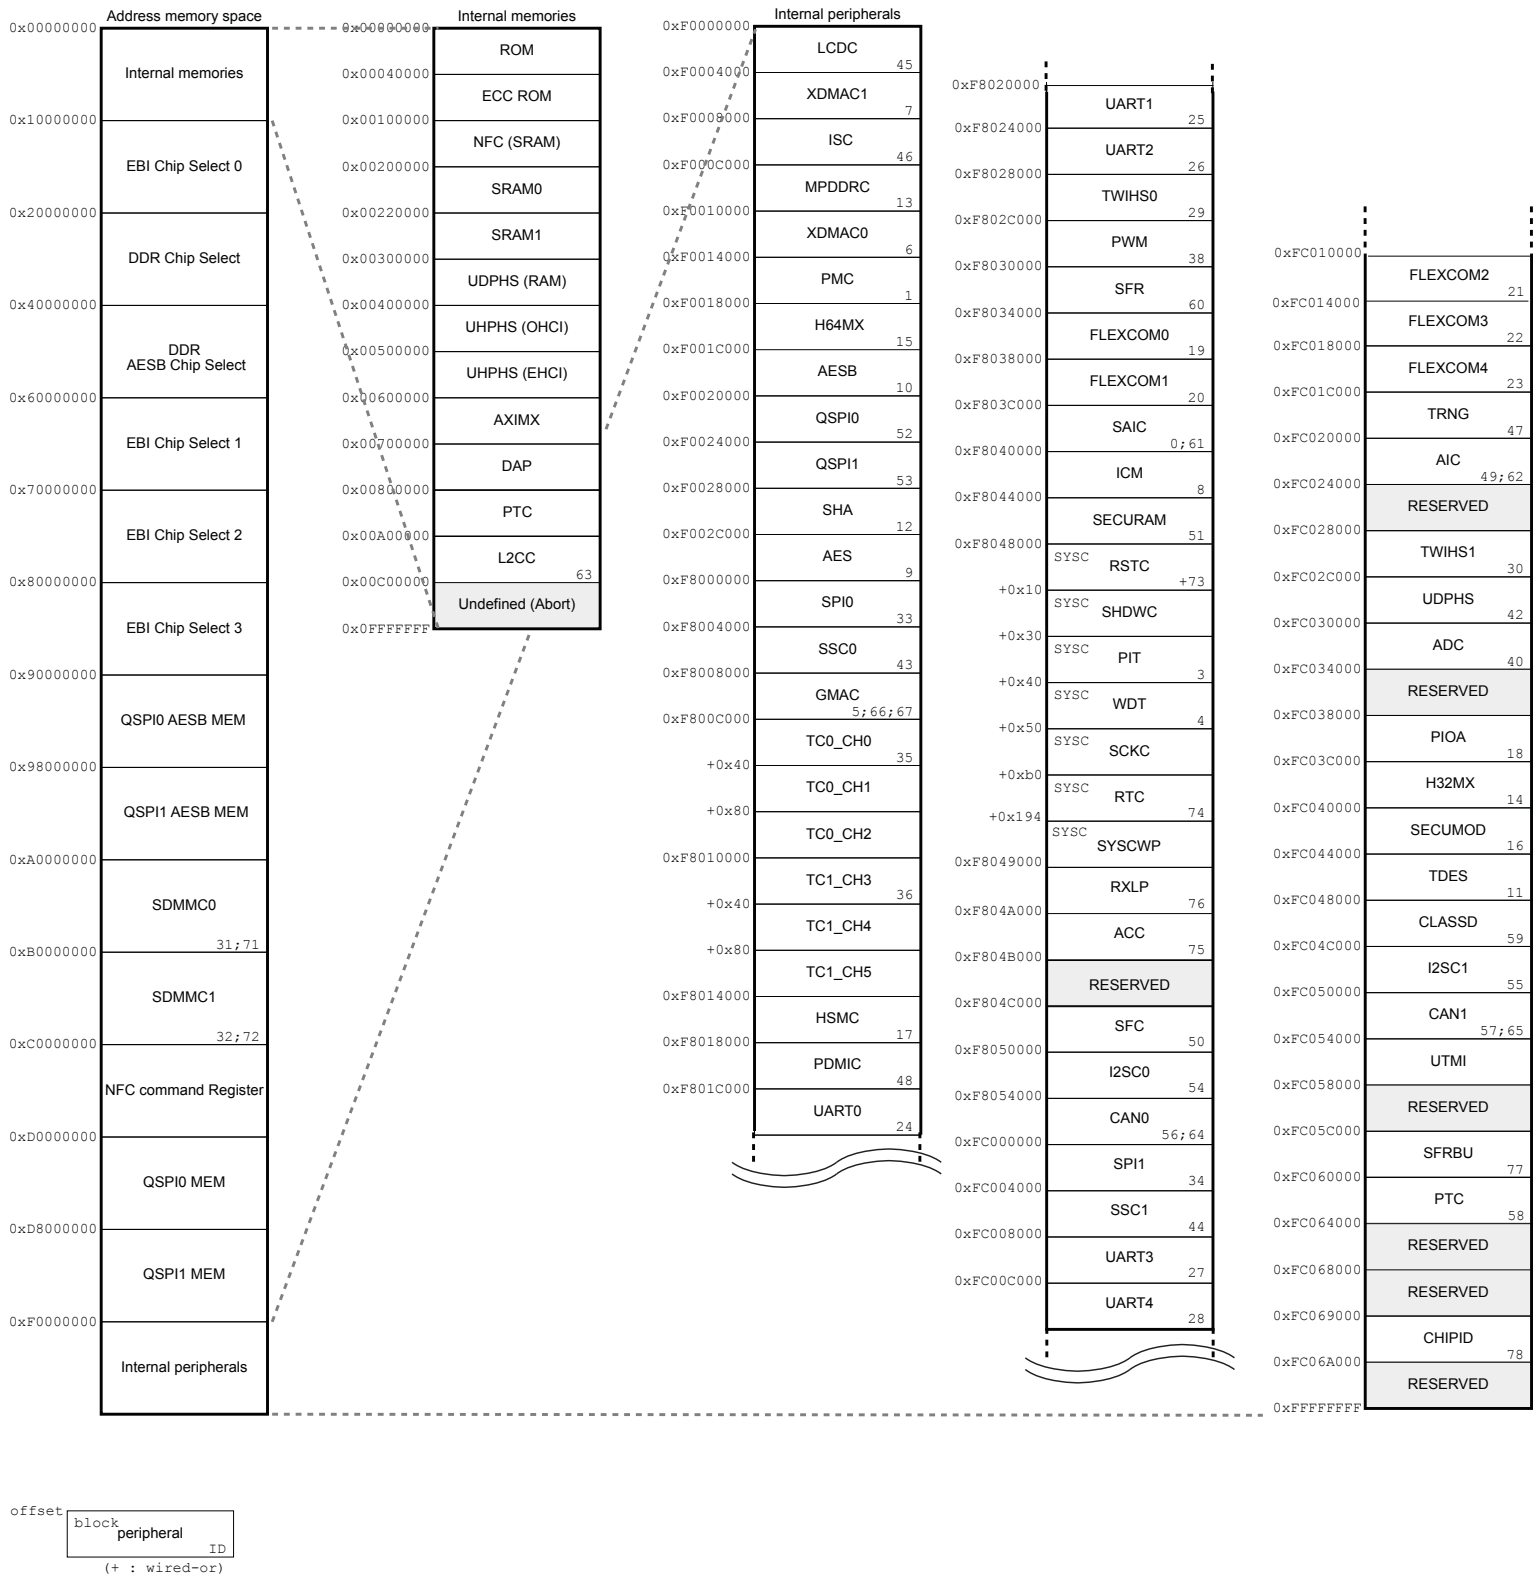 Address memory space
0x00000000
Internal memories
0x10000000
EBI Chip Select 0
0x20000000
DDR Chip Select
0x40000000
DDR
AESB Chip Select
0x60000000
EBI Chip Select 1
0x70000000
EBI Chip Select 2
0x80000000
EBI Chip Select 3
0x90000000
QSPI0 AESB MEM
0x98000000
QSPI1 AESB MEM
0xA0000000
SDMMC0
31;71
0xB0000000
SDMMC1
32;72
0xC0000000
NFC command Register
0xD0000000
QSPI0 MEM
0xD8000000
QSPI1 MEM
0xF0000000
Internal peripherals
Internal memories
0x00000000
ROM
0x00040000
ECC ROM
0x00100000
NFC (SRAM)
0x00200000
SRAM0
0x00220000
SRAM1
0x00300000
UDPHS (RAM)
0x00400000
UHPHS (OHCI)
0x00500000
UHPHS (EHCI)
0x00600000
AXIMX
0x00700000
DAP
0x00800000
PTC
0x00A00000
L2CC
63
0x00C00000
Undefined (Abort)
0x0FFFFFFF
Internal peripherals
0xF0000000
LCDC
45
0xF0004000
XDMAC1
7
0xF0008000
ISC
46
0xF000C000
MPDDRC
13
0xF0010000
XDMAC0
6
0xF0014000
PMC
1
0xF0018000
H64MX
15
0xF001C000
AESB
10
0xF0020000
QSPI0
52
0xF0024000
QSPI1
53
0xF0028000
SHA
12
0xF002C000
AES
9
0xF8000000
SPI0
33
0xF8004000
SSC0
43
0xF8008000
GMAC
5;66;67
0xF800C000
TC0_CH0
35
+0x40
TC0_CH1
+0x80
TC0_CH2
0xF8010000
TC1_CH3
36
+0x40
TC1_CH4
+0x80
TC1_CH5
0xF8014000
HSMC
17
0xF8018000
PDMIC
48
0xF801C000
UART0
24
0xF8020000
UART1
25
0xF8024000
UART2
26
0xF8028000
TWIHS0
29
0xF802C000
PWM
38
0xF8030000
SFR
60
0xF8034000
FLEXCOM0
19
0xF8038000
FLEXCOM1
20
0xF803C000
SAIC
0;61
0xF8040000
ICM
8
0xF8044000
SECURAM
51
0xF8048000
SYSC
RSTC
+73
+0x10
SYSC
SHDWC
+0x30
SYSC
PIT
3
+0x40
SYSC
WDT
4
+0x50
SYSC
SCKC
+0xb0
SYSC
RTC
74
+0x194
SYSC
SYSCWP
0xF8049000
RXLP
76
0xF804A000
ACC
75
0xF804B000
RESERVED
0xF804C000
SFC
50
0xF8050000
I2SC0
54
0xF8054000
CAN0
56;64
0xFC000000
SPI1
34
0xFC004000
SSC1
44
0xFC008000
UART3
27
0xFC00C000
UART4
28
0xFC010000
FLEXCOM2
21
0xFC014000
FLEXCOM3
22
0xFC018000
FLEXCOM4
23
0xFC01C000
TRNG
47
0xFC020000
AIC
49;62
0xFC024000
RESERVED
0xFC028000
TWIHS1
30
0xFC02C000
UDPHS
42
0xFC030000
ADC
40
0xFC034000
RESERVED
0xFC038000
PIOA
18
0xFC03C000
H32MX
14
0xFC040000
SECUMOD
16
0xFC044000
TDES
11
0xFC048000
CLASSD
59
0xFC04C000
I2SC1
55
0xFC050000
CAN1
57;65
0xFC054000
UTMI
0xFC058000
RESERVED
0xFC05C000
SFRBU
77
0xFC060000
PTC
58
0xFC064000
RESERVED
0xFC068000
RESERVED
0xFC069000
CHIPID
78
0xFC06A000
RESERVED
0xFFFFFFFF
offset
block
peripheral
ID
(+ : wired-or)